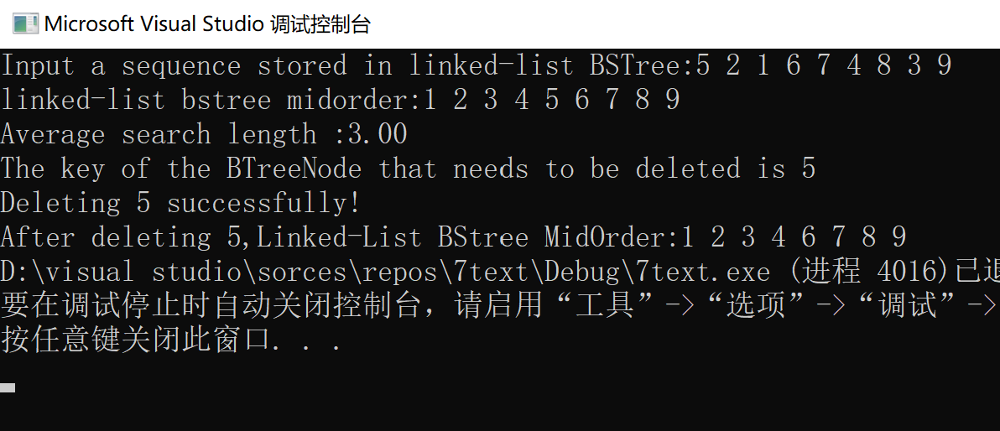 Microsoft Visual Studio 调试控制台
Input a sequence stored in linked-list BSTree:5 2 1 6 7 4 8 3 9
linked-list bstree midorder:1 2 3 4 5 6 7 8 9
Average search length :3.00
The key of the BTreeNode that needs to be deleted is 5
Deleting 5 successfully!
After deleting 5,Linked-List BStree MidOrder:1 2 3 4 6 7 8 9
D:\visual studio\sorces\repos\7text\Debug\7text.exe (进程 4016)已退
要在调试停止时自动关闭控制台，请启用“工具”->“选项”->“调试”->
按任意键关闭此窗口. . .